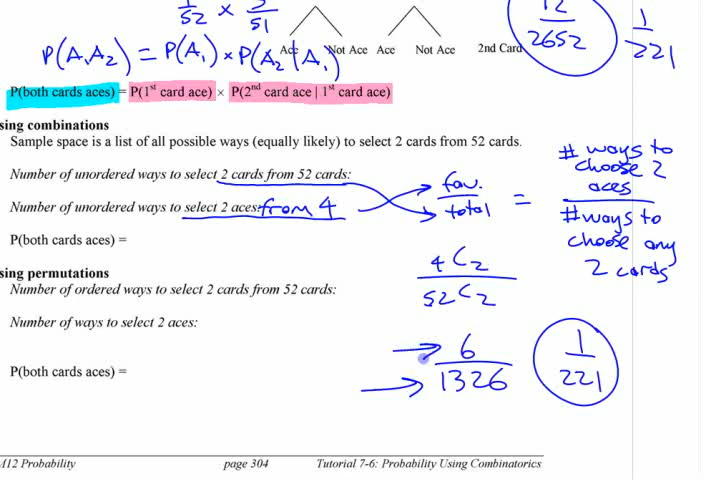 1/52 × 3/51
12/2652
1/221
P(A₁A₂) = P(A₁) × P(A₂|A₁)
Ace Not Ace Ace Not Ace 2nd Card
P(both cards aces) = P(1st card ace) × P(2nd card ace | 1st card ace)
sing combinations
Sample space is a list of all possible ways (equally likely) to select 2 cards from 52 cards.
Number of unordered ways to select 2 cards from 52 cards:
Number of unordered ways to select 2 aces: from 4
fav./total = # ways to choose 2 aces / # ways to choose any 2 cards
P(both cards aces) =
4C2/52C2
sing permutations
Number of ordered ways to select 2 cards from 52 cards:
Number of ways to select 2 aces:
6/1326
1/221
P(both cards aces) =
M12 Probability page 304 Tutorial 7-6: Probability Using Combinatorics